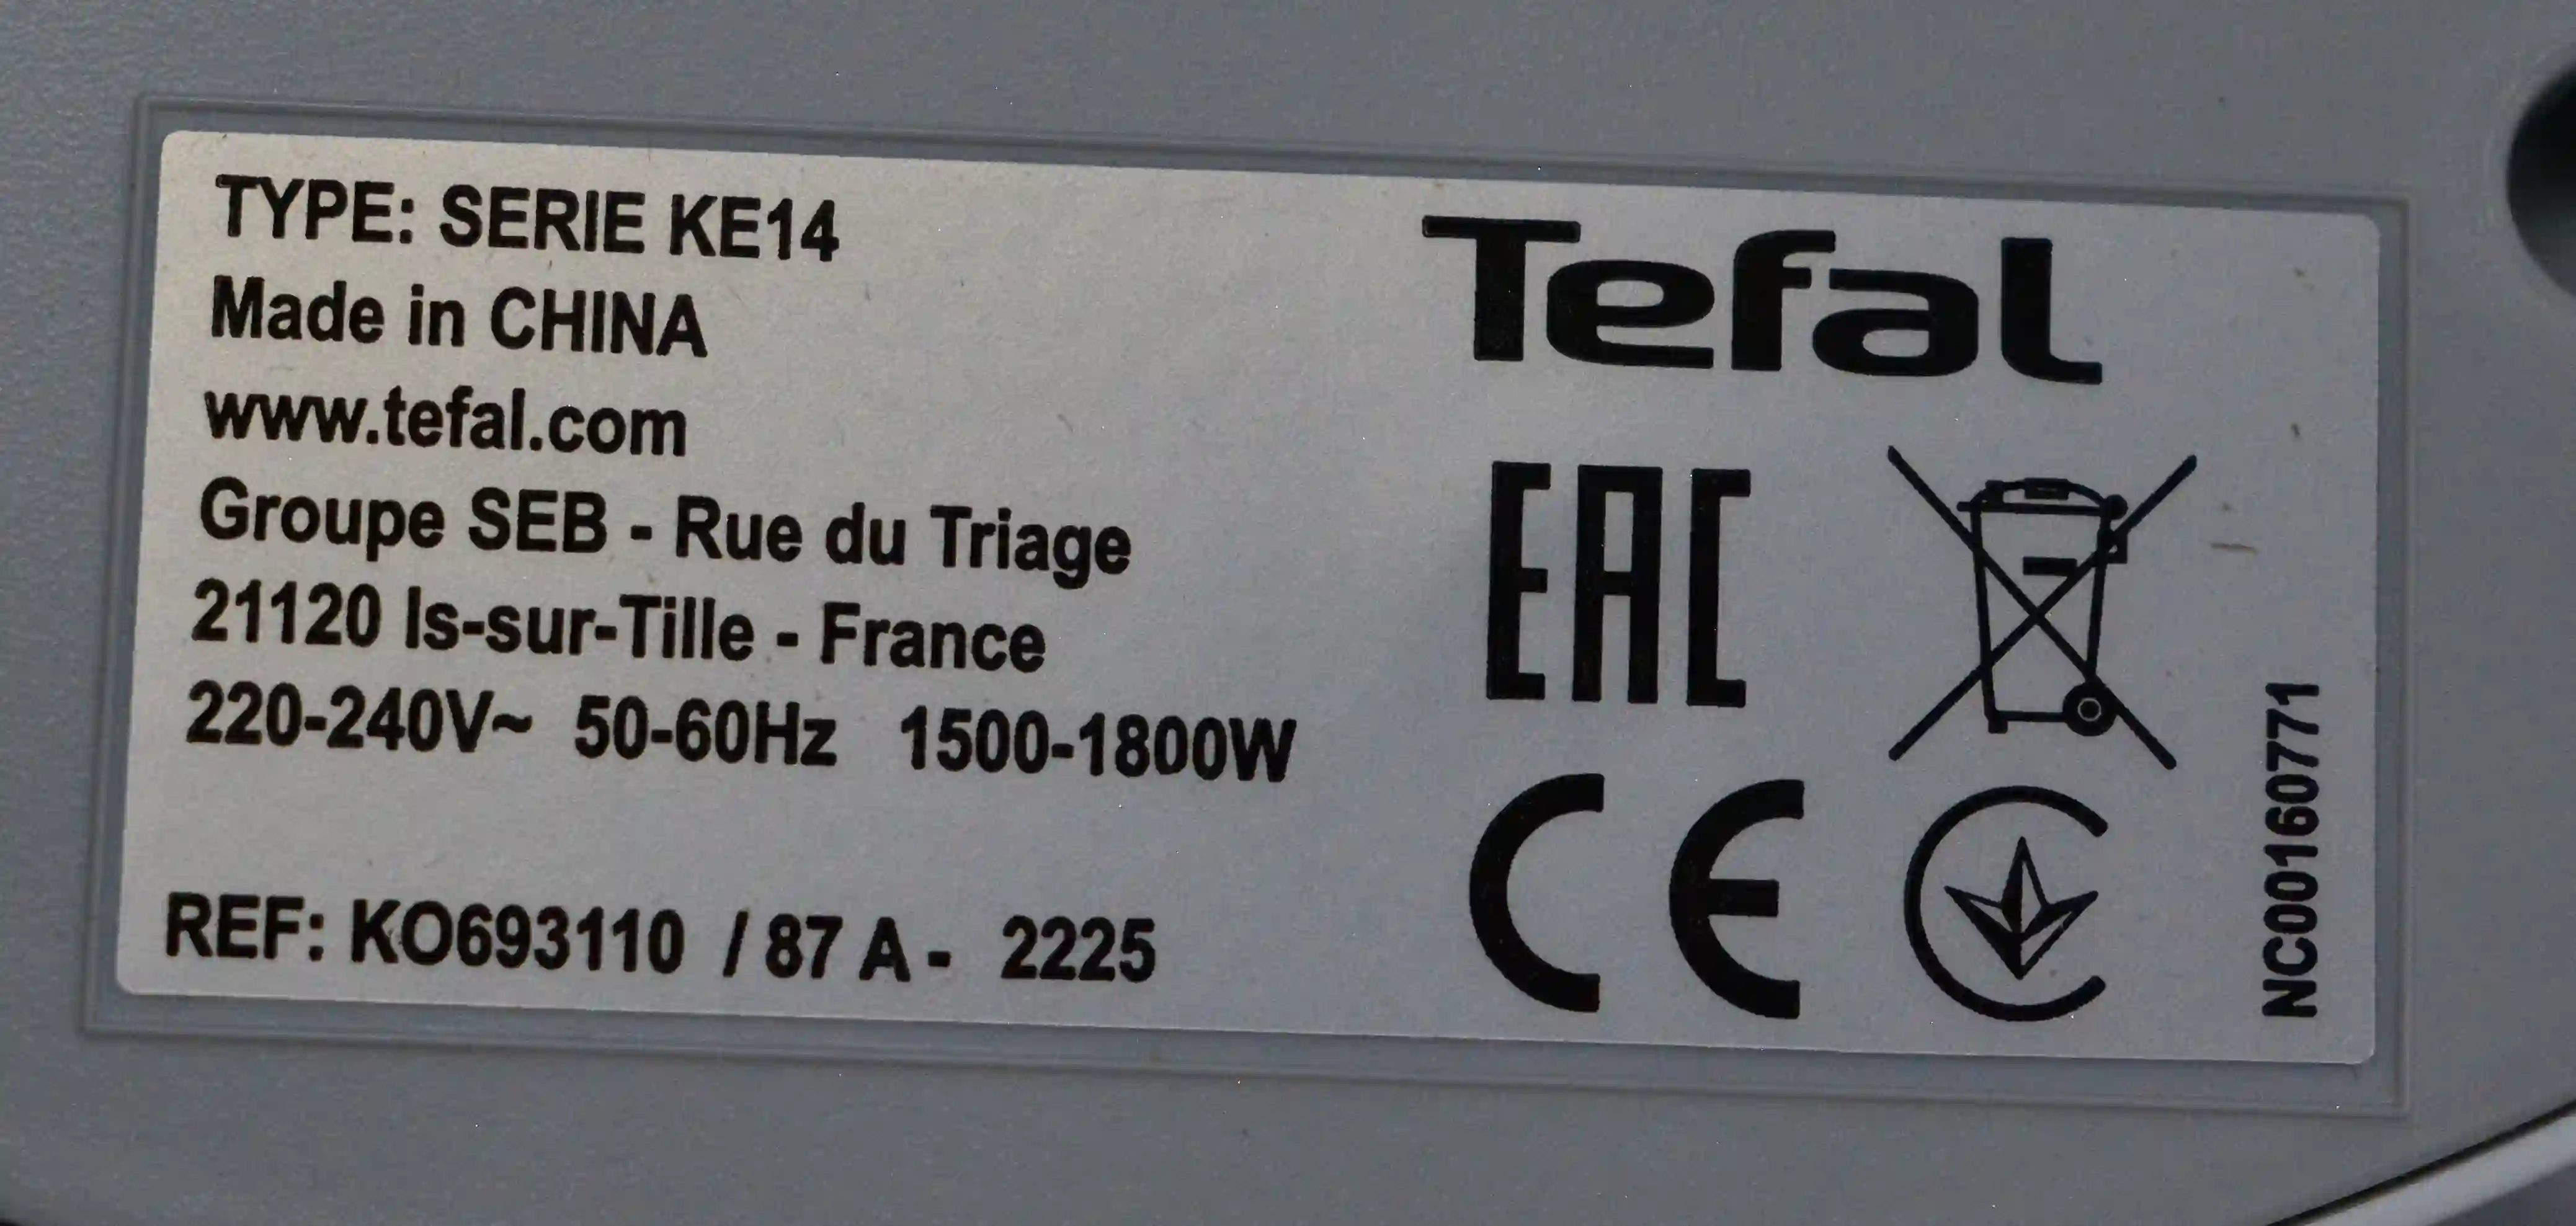 TYPE: SERIE KE14
Made in CHINA
www.tefal.com
Groupe SEB - Rue du Triage
21120 Is-sur-Tille - France
220-240V~ 50-60Hz 1500-1800W
REF: KO693110 / 87 A - 2225
Tefal
EAC
CE
NC00160771